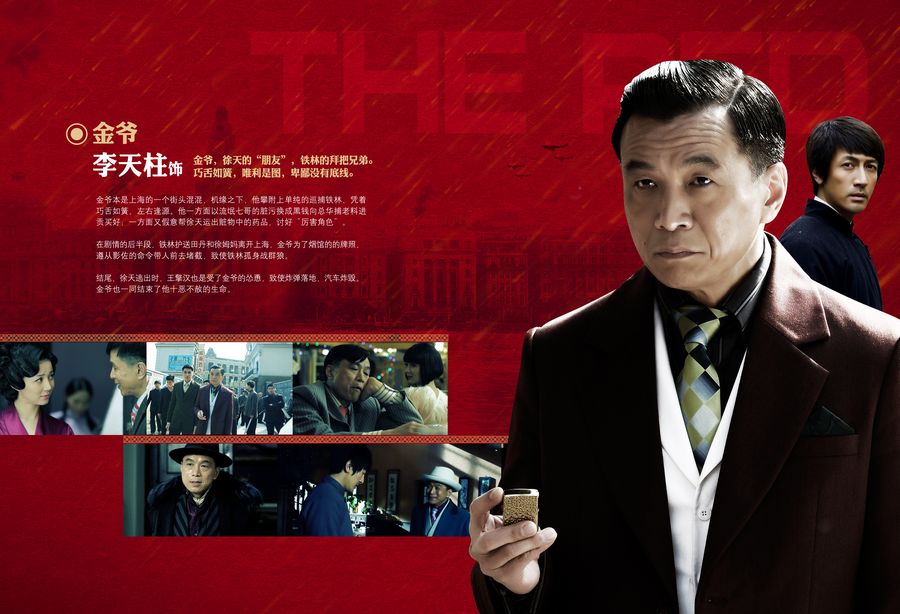 THE RED
金爷
李天柱饰
金爷，徐天的“朋友”，铁林的拜把兄弟。
巧舌如簧，唯利是图，卑鄙没有底线。
金爷本是上海的一个街头混混，机缘之下，他攀附上单纯的巡捕铁林，凭着
巧舌如簧，左右逢源。他一方面以流氓七哥的脏污换成黑钱向总华捕老料进
贡买好；一方面又假意帮徐天运出赃物中的药品，讨好“厉害角色”。
在剧情的后半段，铁林护送田丹和徐姆妈离开上海，金爷为了烟馆的的牌照，
遵从影佐的命令带人前去堵截，致使铁林孤身战群狼。
结尾，徐天逃出时，王擎汉也是受了金爷的怂恿，致使炸弹落地，汽车炸毁。
金爷也一同结束了他十恶不赦的生命。